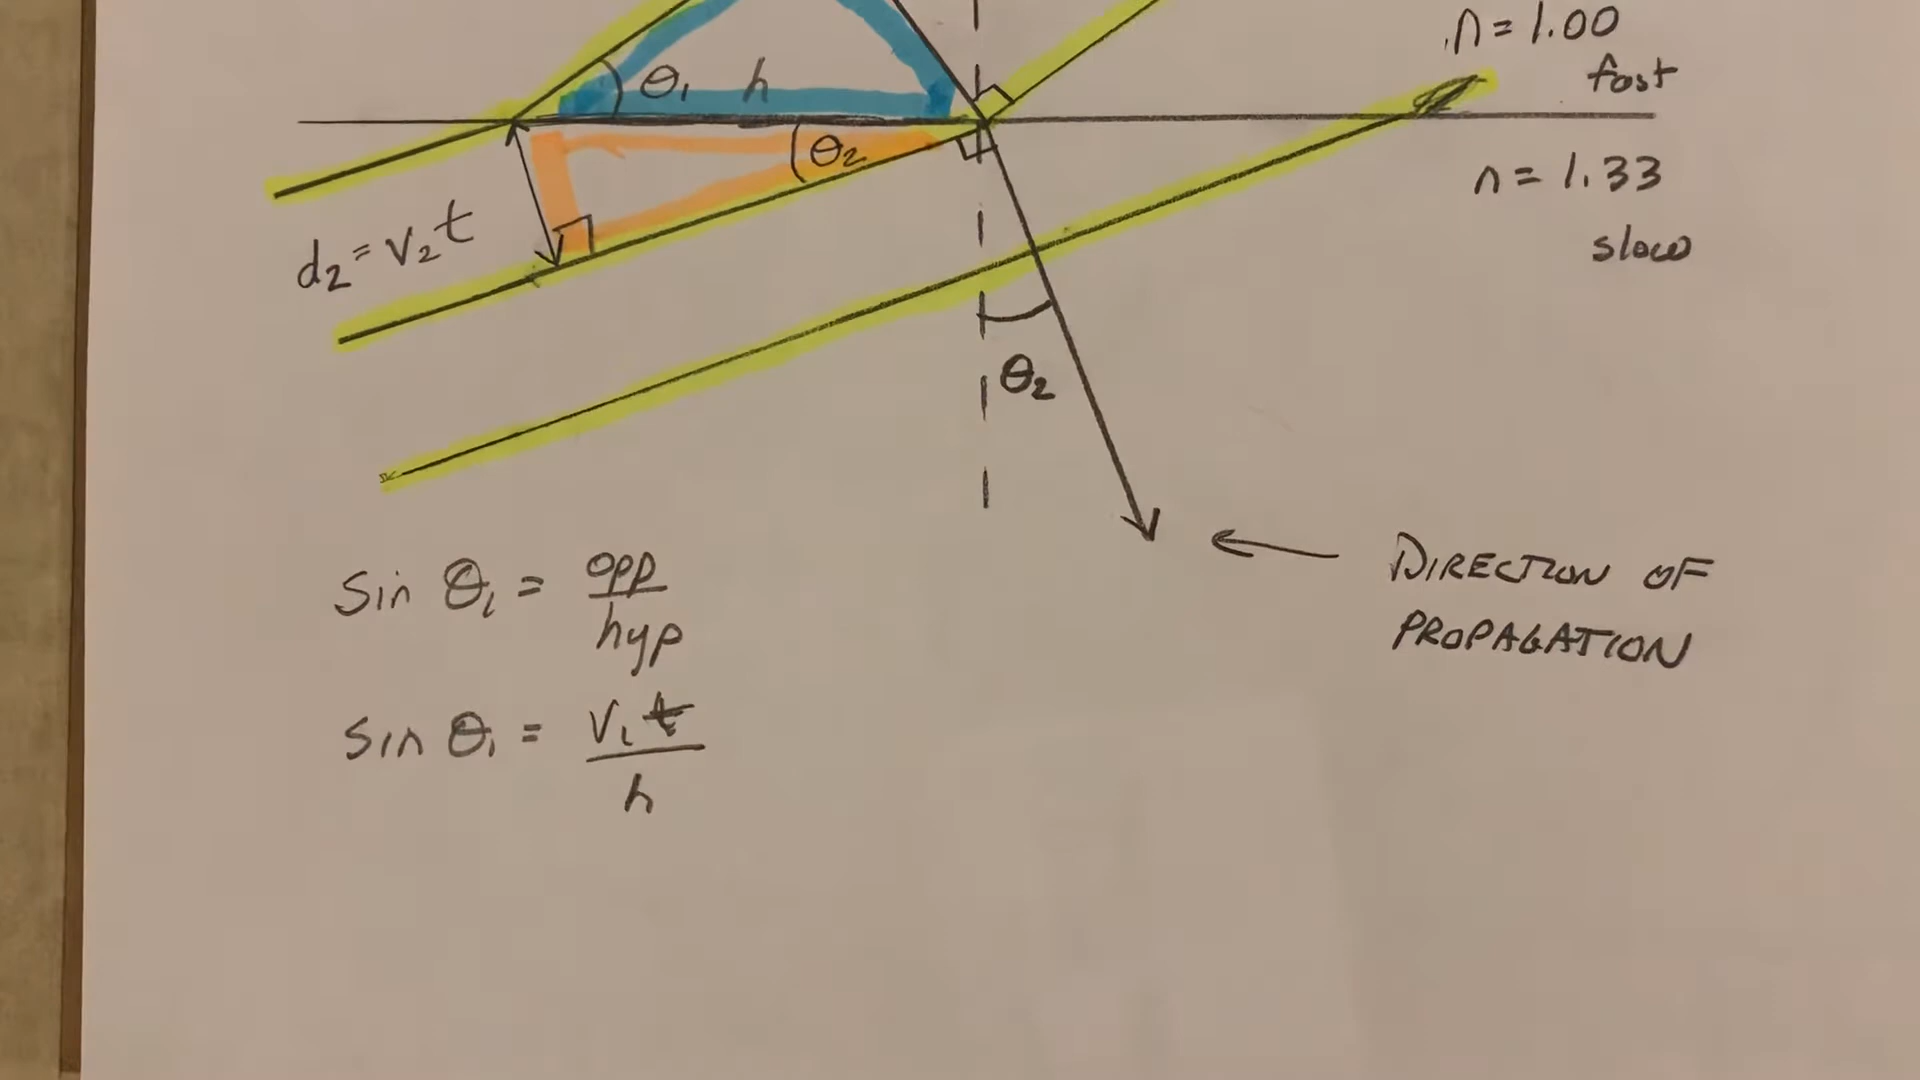 n = 1.00
fast
θ₁ h
θ₂
n = 1.33
slow
d₂ = v₂t
θ₂
DIRECTION OF
PROPAGATION
sin θ₁ = opp/hyp
sin θ₁ = v₁t/h